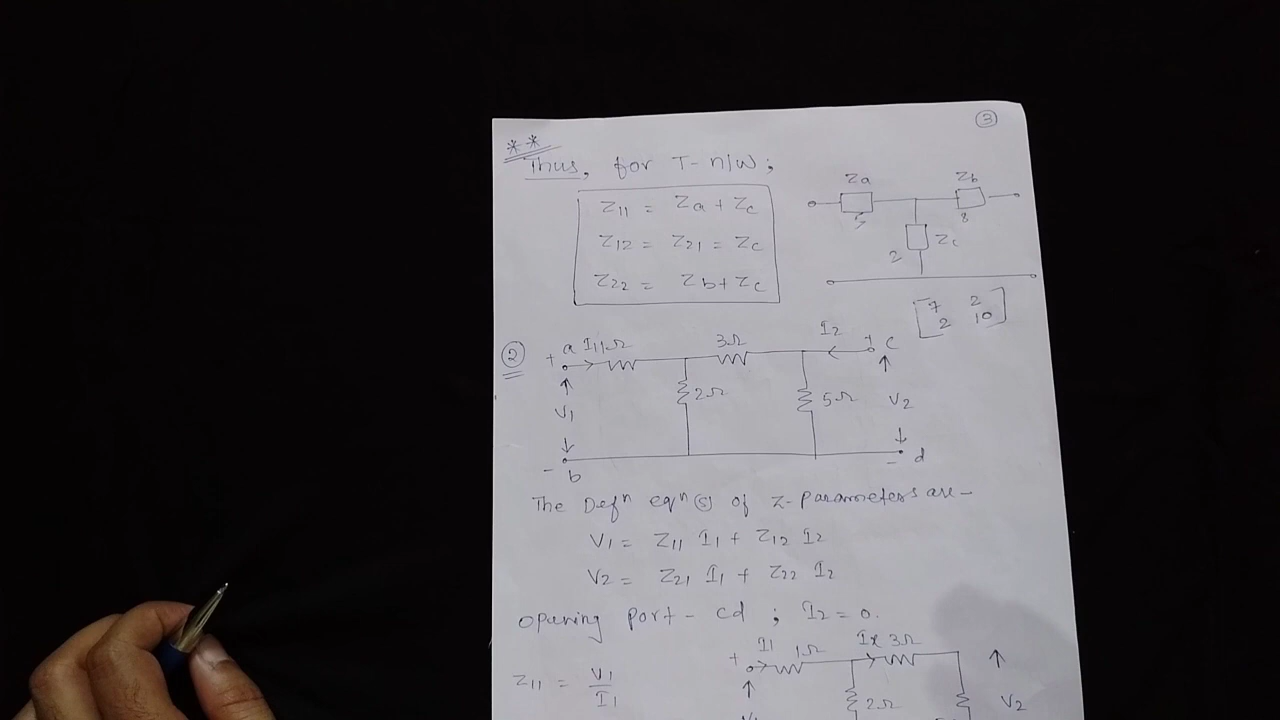 3
**
Thus, for T-n/w;
Za
Zb
Z11 = Za + Zc
5
8
Z12 = Z21 = Zc
2
Zc
Z22 = Zb + Zc
7 2
2 10
2
+ a I1 1Ω
3Ω
I2
+ c
2Ω
5Ω
V1
V2
- b
- d
The Defⁿ eqⁿ(s) of Z-Parameters are-
V1 = Z11 I1 + Z12 I2
V2 = Z21 I1 + Z22 I2
opening port-cd ; I2 = 0.
+ I1 1Ω
Ix 3Ω
Z11 = V1
I1
2Ω
V2